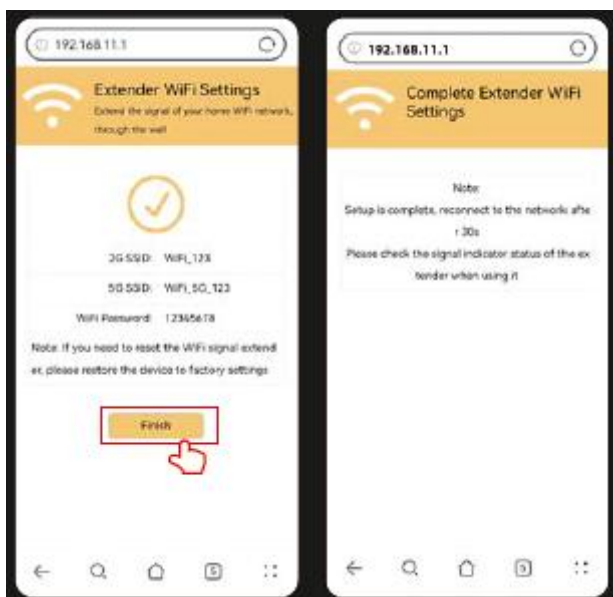 192.168.11.1
Extender WiFi Settings
Extend the signal of your home WiFi network,
through the wall
2G SSID: WiFi_123
5G SSID: WiFi_5G_123
WiFi Password: 12345678
Note: If you need to reset the WiFi signal extend
er, please restore the device to factory settings
Finish
5
192.168.11.1
Complete Extender WiFi
Settings
Note:
Setup is complete, reconnect to the network afte
r 30s
Please check the signal indicator status of the ex
tender when using it
5